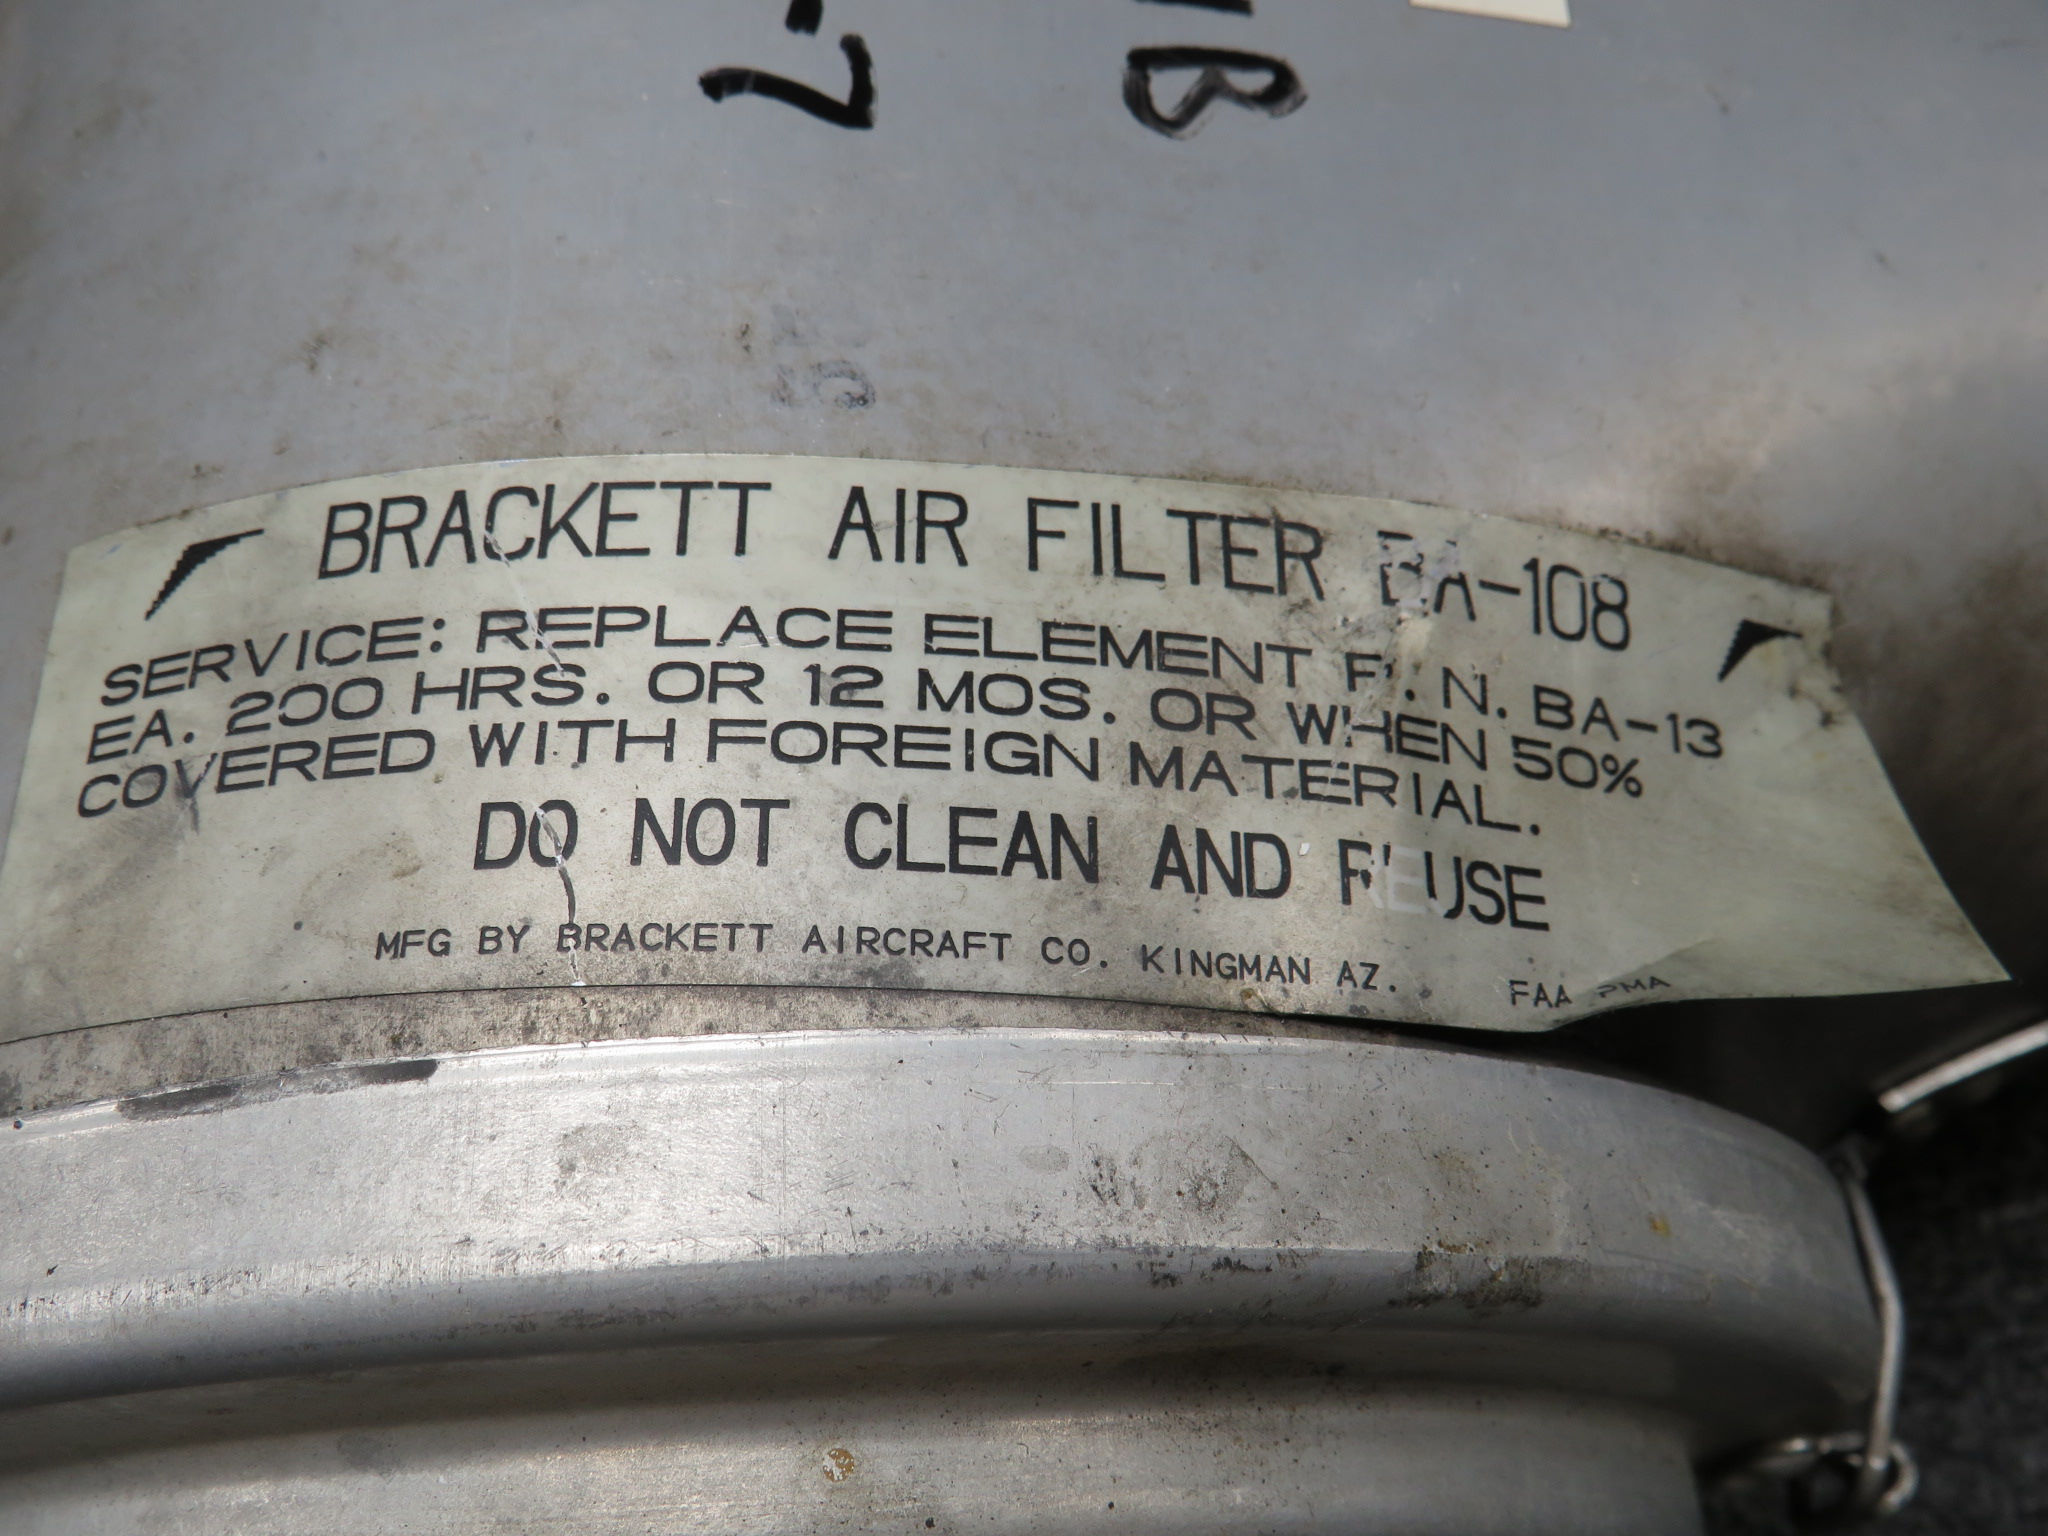 BRACKETT AIR FILTER BA-108
SERVICE: REPLACE ELEMENT P. N. BA-13
EA. 200 HRS. OR 12 MOS. OR WHEN 50%
COVERED WITH FOREIGN MATERIAL.
DO NOT CLEAN AND REUSE
MFG BY BRACKETT AIRCRAFT CO. KINGMAN AZ. FAA PMA